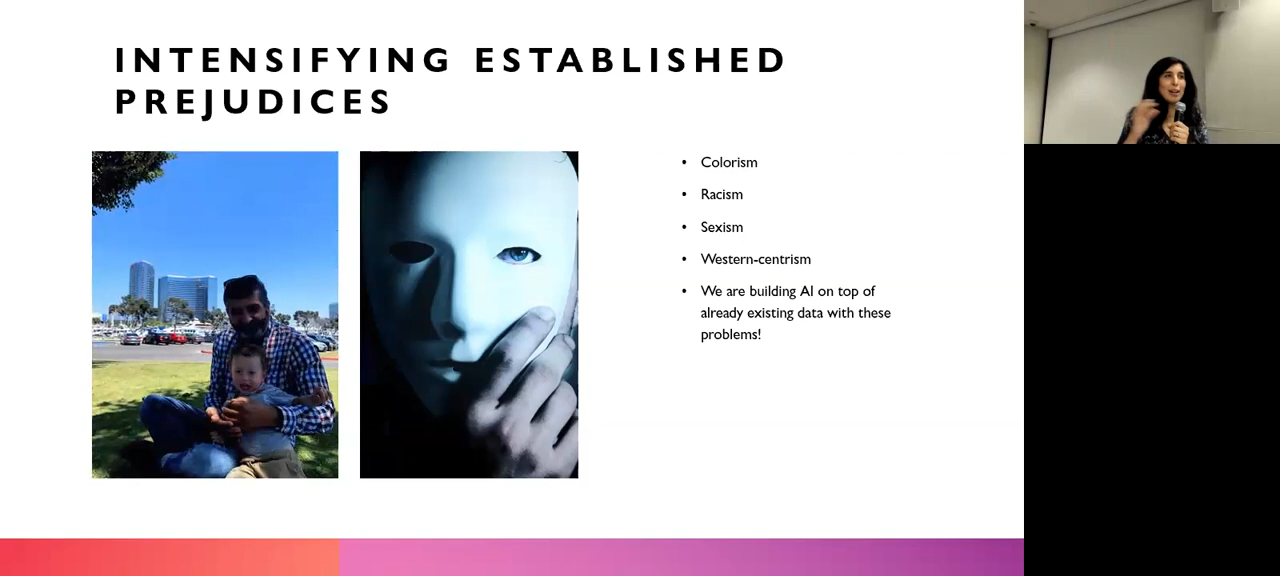 INTENSIFYING ESTABLISHED
PREJUDICES
• Colorism
• Racism
• Sexism
• Western-centrism
• We are building AI on top of
already existing data with these
problems!